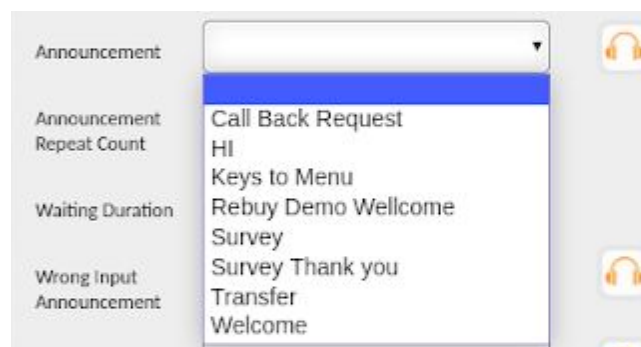 Announcement
Announcement
Repeat Count
Waiting Duration
Wrong Input
Announcement
Call Back Request
HI
Keys to Menu
Rebuy Demo Wellcome
Survey
Survey Thank you
Transfer
Welcome